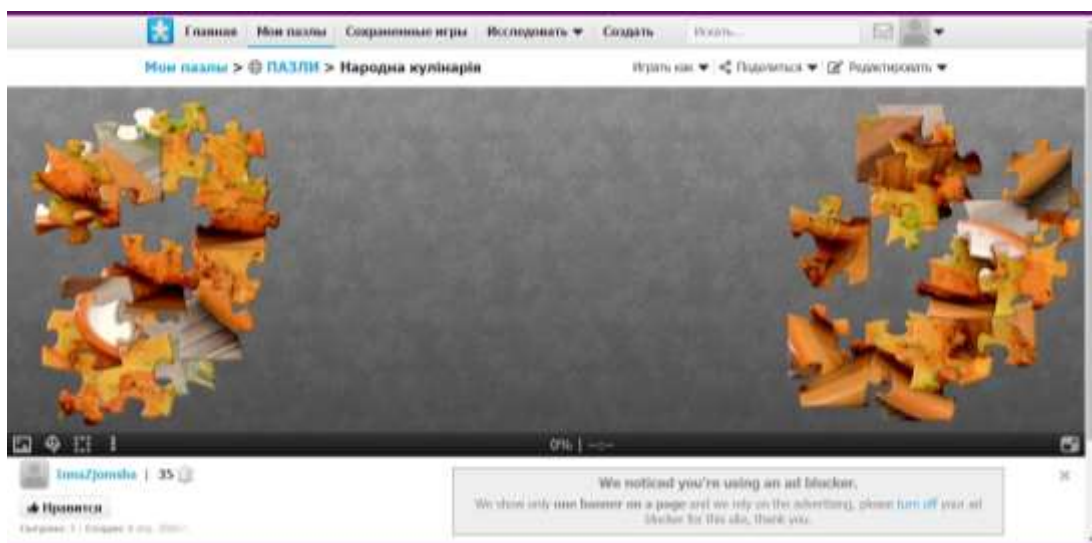 Главная Мои пазлы Сохраненные игры Исследовать Создать Искать...
Мои пазлы > ПАЗЛИ > Народна кулінарія Играть как Поделиться Редактировать
0% | --:--
| 35
We noticed you're using an ad blocker.
Нравится
We show only one banner on a page and we rely on the advertising, please turn off your ad
blocker for this site, thank you.